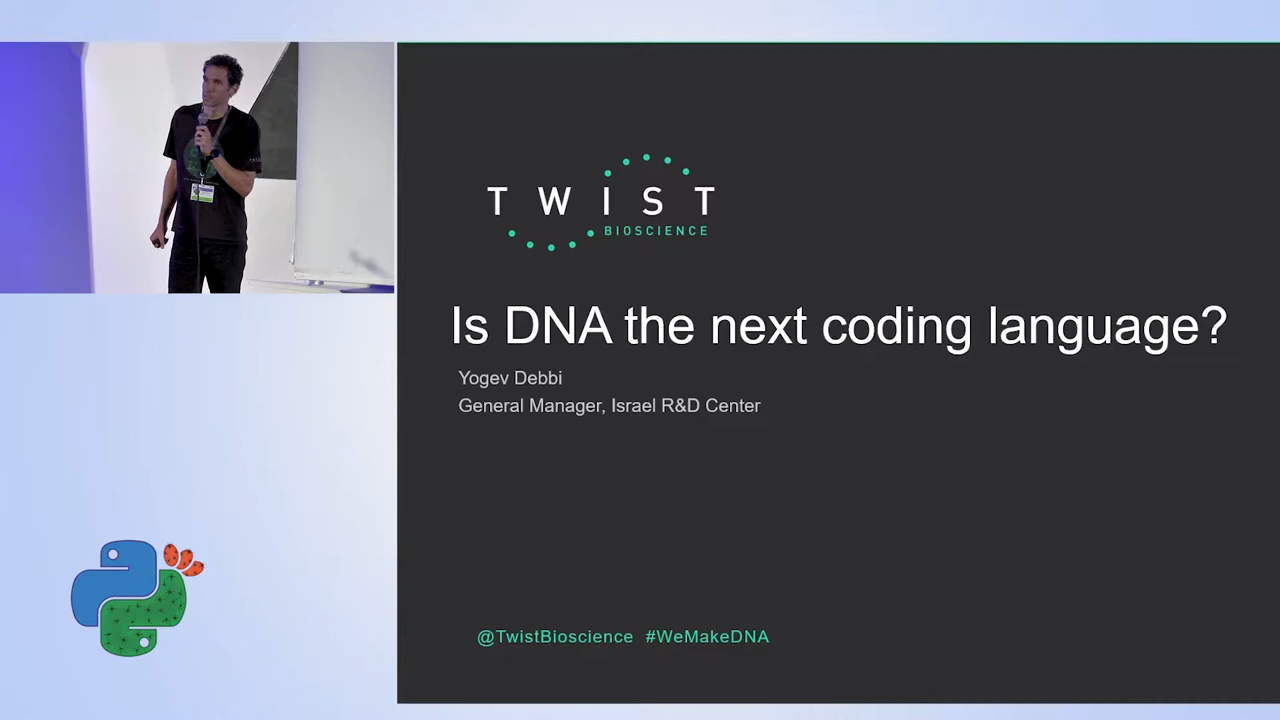 TWIST
BIOSCIENCE
Is DNA the next coding language?
Yogev Debbi
General Manager, Israel R&D Center
@TwistBioscience #WeMakeDNA